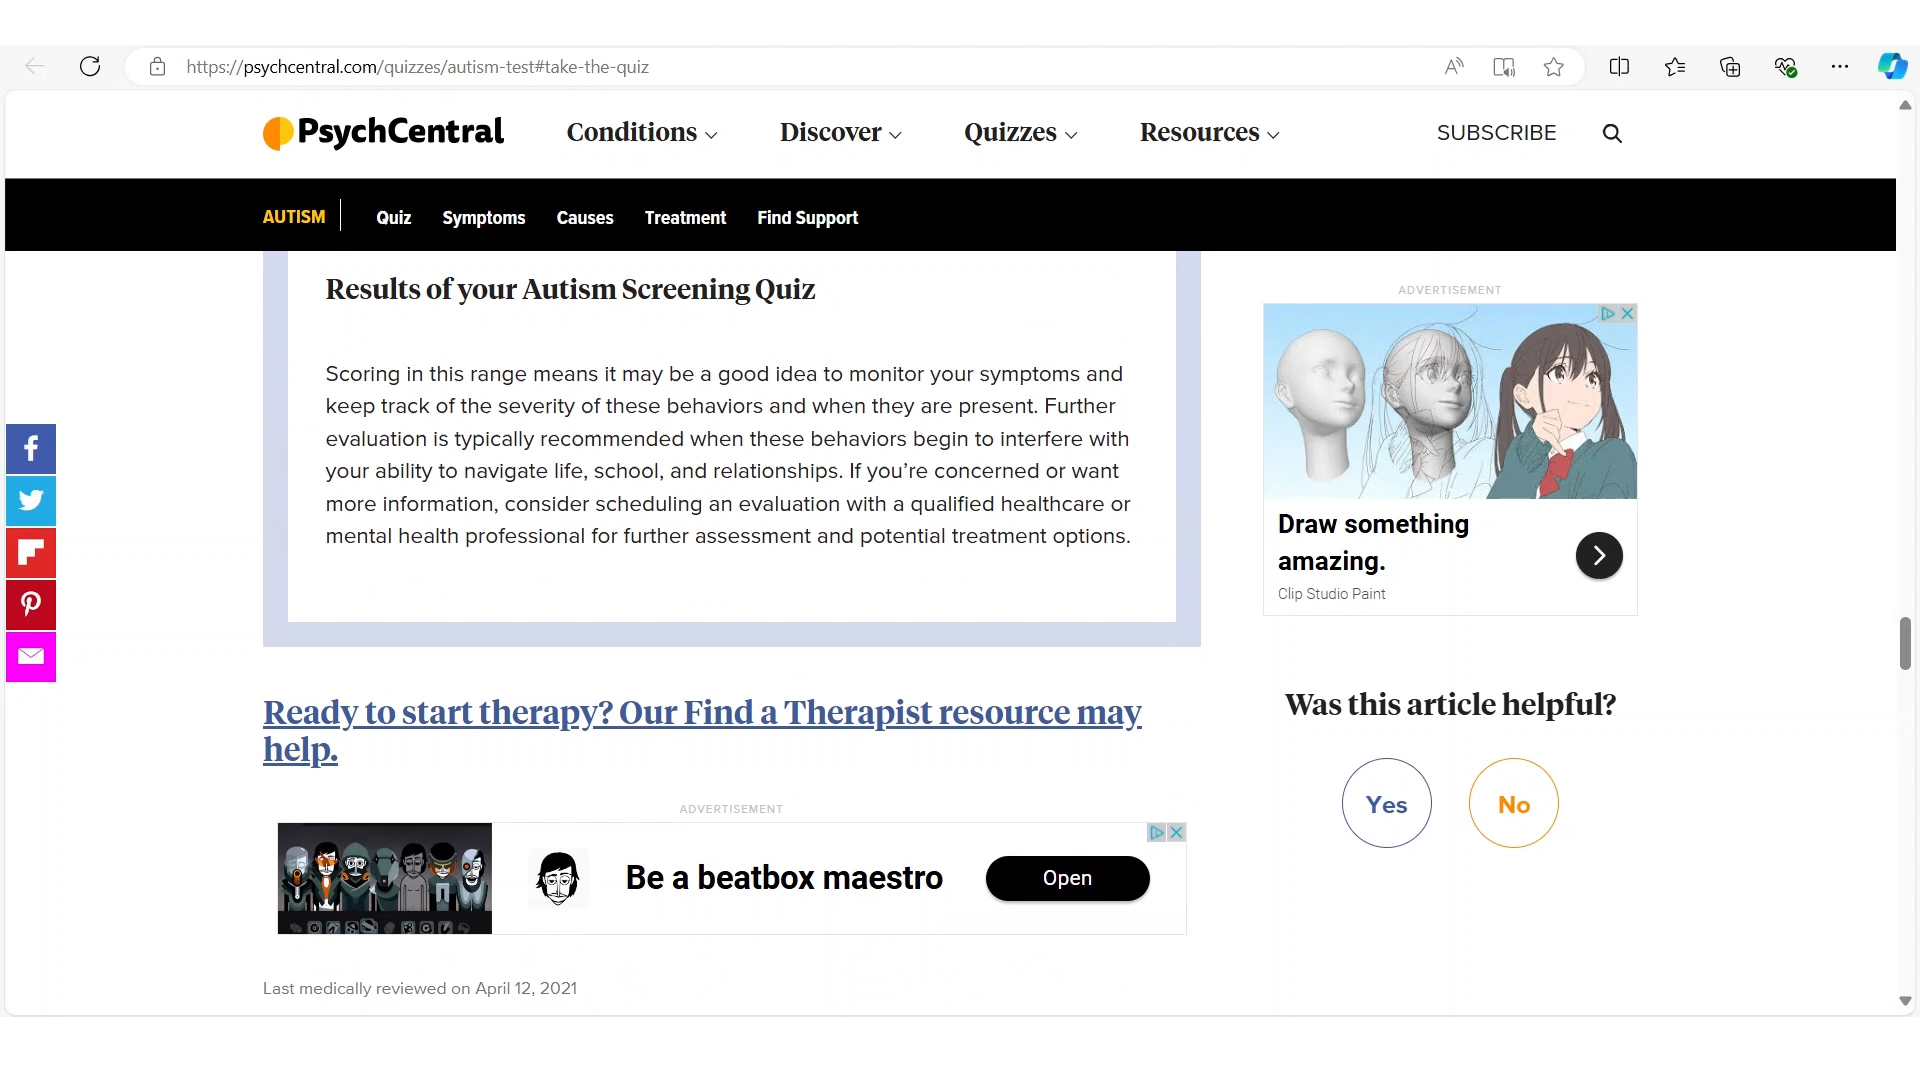 https://psychcentral.com/quizzes/autism-test#take-the-quiz
PsychCentral
Conditions
Discover
Quizzes
Resources
SUBSCRIBE
AUTISM
Quiz
Symptoms
Causes
Treatment
Find Support
Results of your Autism Screening Quiz
Scoring in this range means it may be a good idea to monitor your symptoms and
keep track of the severity of these behaviors and when they are present. Further
evaluation is typically recommended when these behaviors begin to interfere with
your ability to navigate life, school, and relationships. If you’re concerned or want
more information, consider scheduling an evaluation with a qualified healthcare or
mental health professional for further assessment and potential treatment options.
Ready to start therapy? Our Find a Therapist resource may
help.
ADVERTISEMENT
Be a beatbox maestro
Open
Last medically reviewed on April 12, 2021
ADVERTISEMENT
Draw something
amazing.
Clip Studio Paint
Was this article helpful?
Yes
No